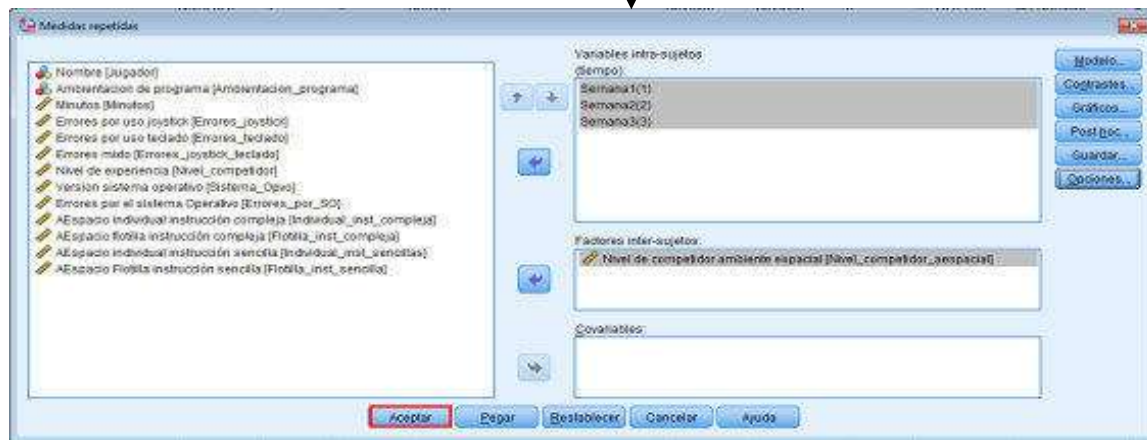 Medidas repetidas
Nombre [Jugador]
Ambientacion de programa [Ambientación_programa]
Minutos [Minutos]
Errores por uso joystick [Errores_joystick]
Errores por uso teclado [Errores_teclado]
Errores mixto [Errores_joystick_teclado]
Nivel de experiencia [Nivel_competidor]
Version sistema operativo [Sistema_Opvo]
Errores por el sistema Operativo [Errores_por_SO]
AEspacio individual instrucción compleja [Individual_inst_compleja]
AEspacio flotilla instrucción compleja [Flotilla_inst_compleja]
AEspacio individual instrucción sencilla [Individual_inst_sencillas]
AEspacio Flotilla instrucción sencilla [Flotilla_inst_sencilla]
Variables intra-sujetos
(tiempo):
Semana1(1)
Semana2(2)
Semana3(3)
Factores inter-sujetos:
Nivel de competidor ambiente espacial [Nivel_competidor_aespacial]
Covariables:
Modelo...
Contrastes...
Gráficos...
Post hoc...
Guardar...
Opciones...
Aceptar Pegar Restablecer Cancelar Ayuda